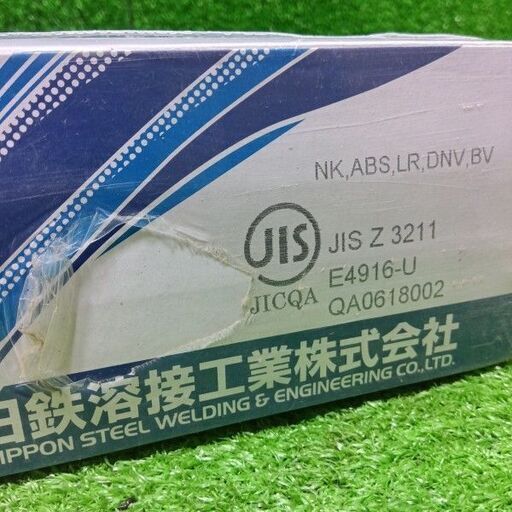 NK,ABS,LR,DNV,BV
JIS
JICQA
JIS Z 3211
E4916-U
QA0618002
日鉄溶接工業株式会社
NIPPON STEEL WELDING & ENGINEERING CO.,LTD.